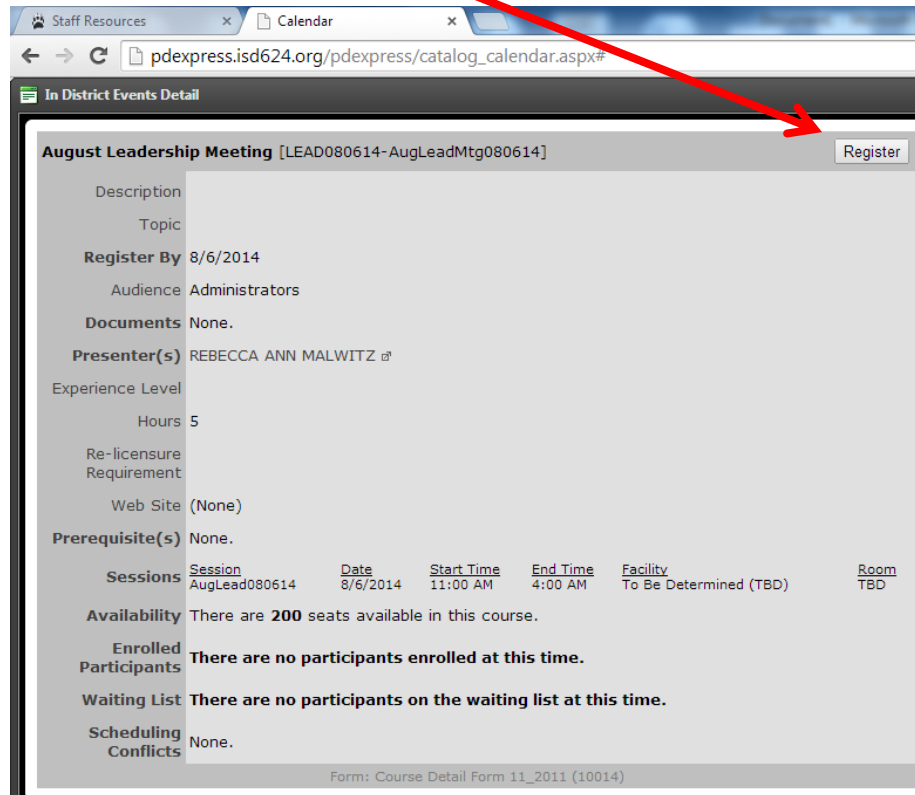 Staff Resources × Calendar ×
pdexpress.isd624.org/pdexpress/catalog_calendar.aspx#
In District Events Detail
August Leadership Meeting [LEAD080614-AugLeadMtg080614] Register
Description
Topic
Register By 8/6/2014
Audience Administrators
Documents None.
Presenter(s) REBECCA ANN MALWITZ
Experience Level
Hours 5
Re-licensure
Requirement
Web Site (None)
Prerequisite(s) None.
Sessions Session Date Start Time End Time Facility Room
AugLead080614 8/6/2014 11:00 AM 4:00 AM To Be Determined (TBD) TBD
Availability There are 200 seats available in this course.
Enrolled
Participants There are no participants enrolled at this time.
Waiting List There are no participants on the waiting list at this time.
Scheduling
Conflicts None.
Form: Course Detail Form 11_2011 (10014)